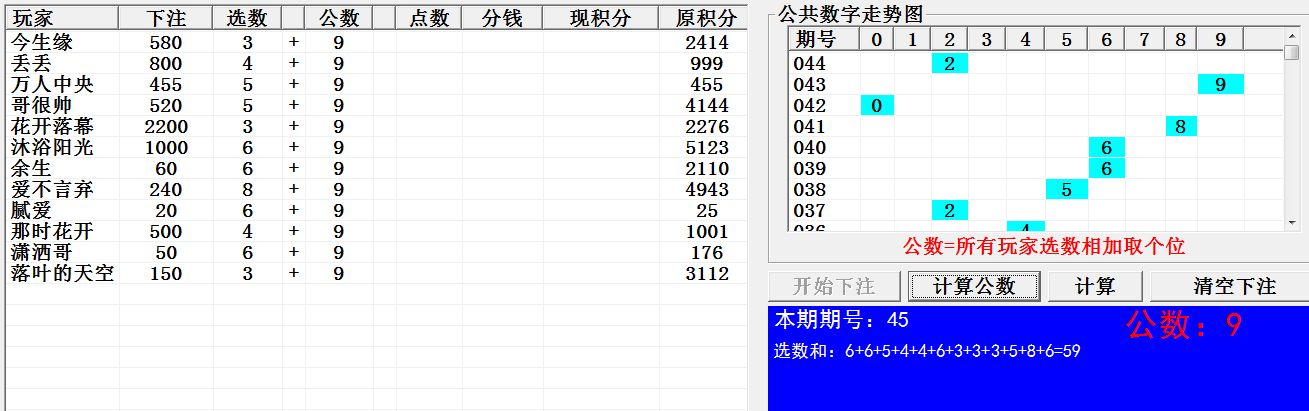 玩家 下注 选数 公数 点数 分钱 现积分 原积分
今生缘 580 3 + 9 2414
丢丢 800 4 + 9 999
万人中央 455 5 + 9 455
哥很帅 520 5 + 9 4144
花开落幕 2200 3 + 9 2276
沐浴阳光 1000 6 + 9 5123
余生 60 6 + 9 2110
爱不言弃 240 8 + 9 4943
腻爱 20 6 + 9 25
那时花开 500 4 + 9 1001
潇洒哥 50 6 + 9 176
落叶的天空 150 3 + 9 3112
公共数字走势图
期号 0 1 2 3 4 5 6 7 8 9
044 2
043 9
042 0
041 8
040 6
039 6
038 5
037 2
036 4
公数=所有玩家选数相加取个位
开始下注 计算公数 计算 清空下注
本期期号：45 公数：9
选数和：6+6+5+4+4+6+3+3+3+5+8+6=59